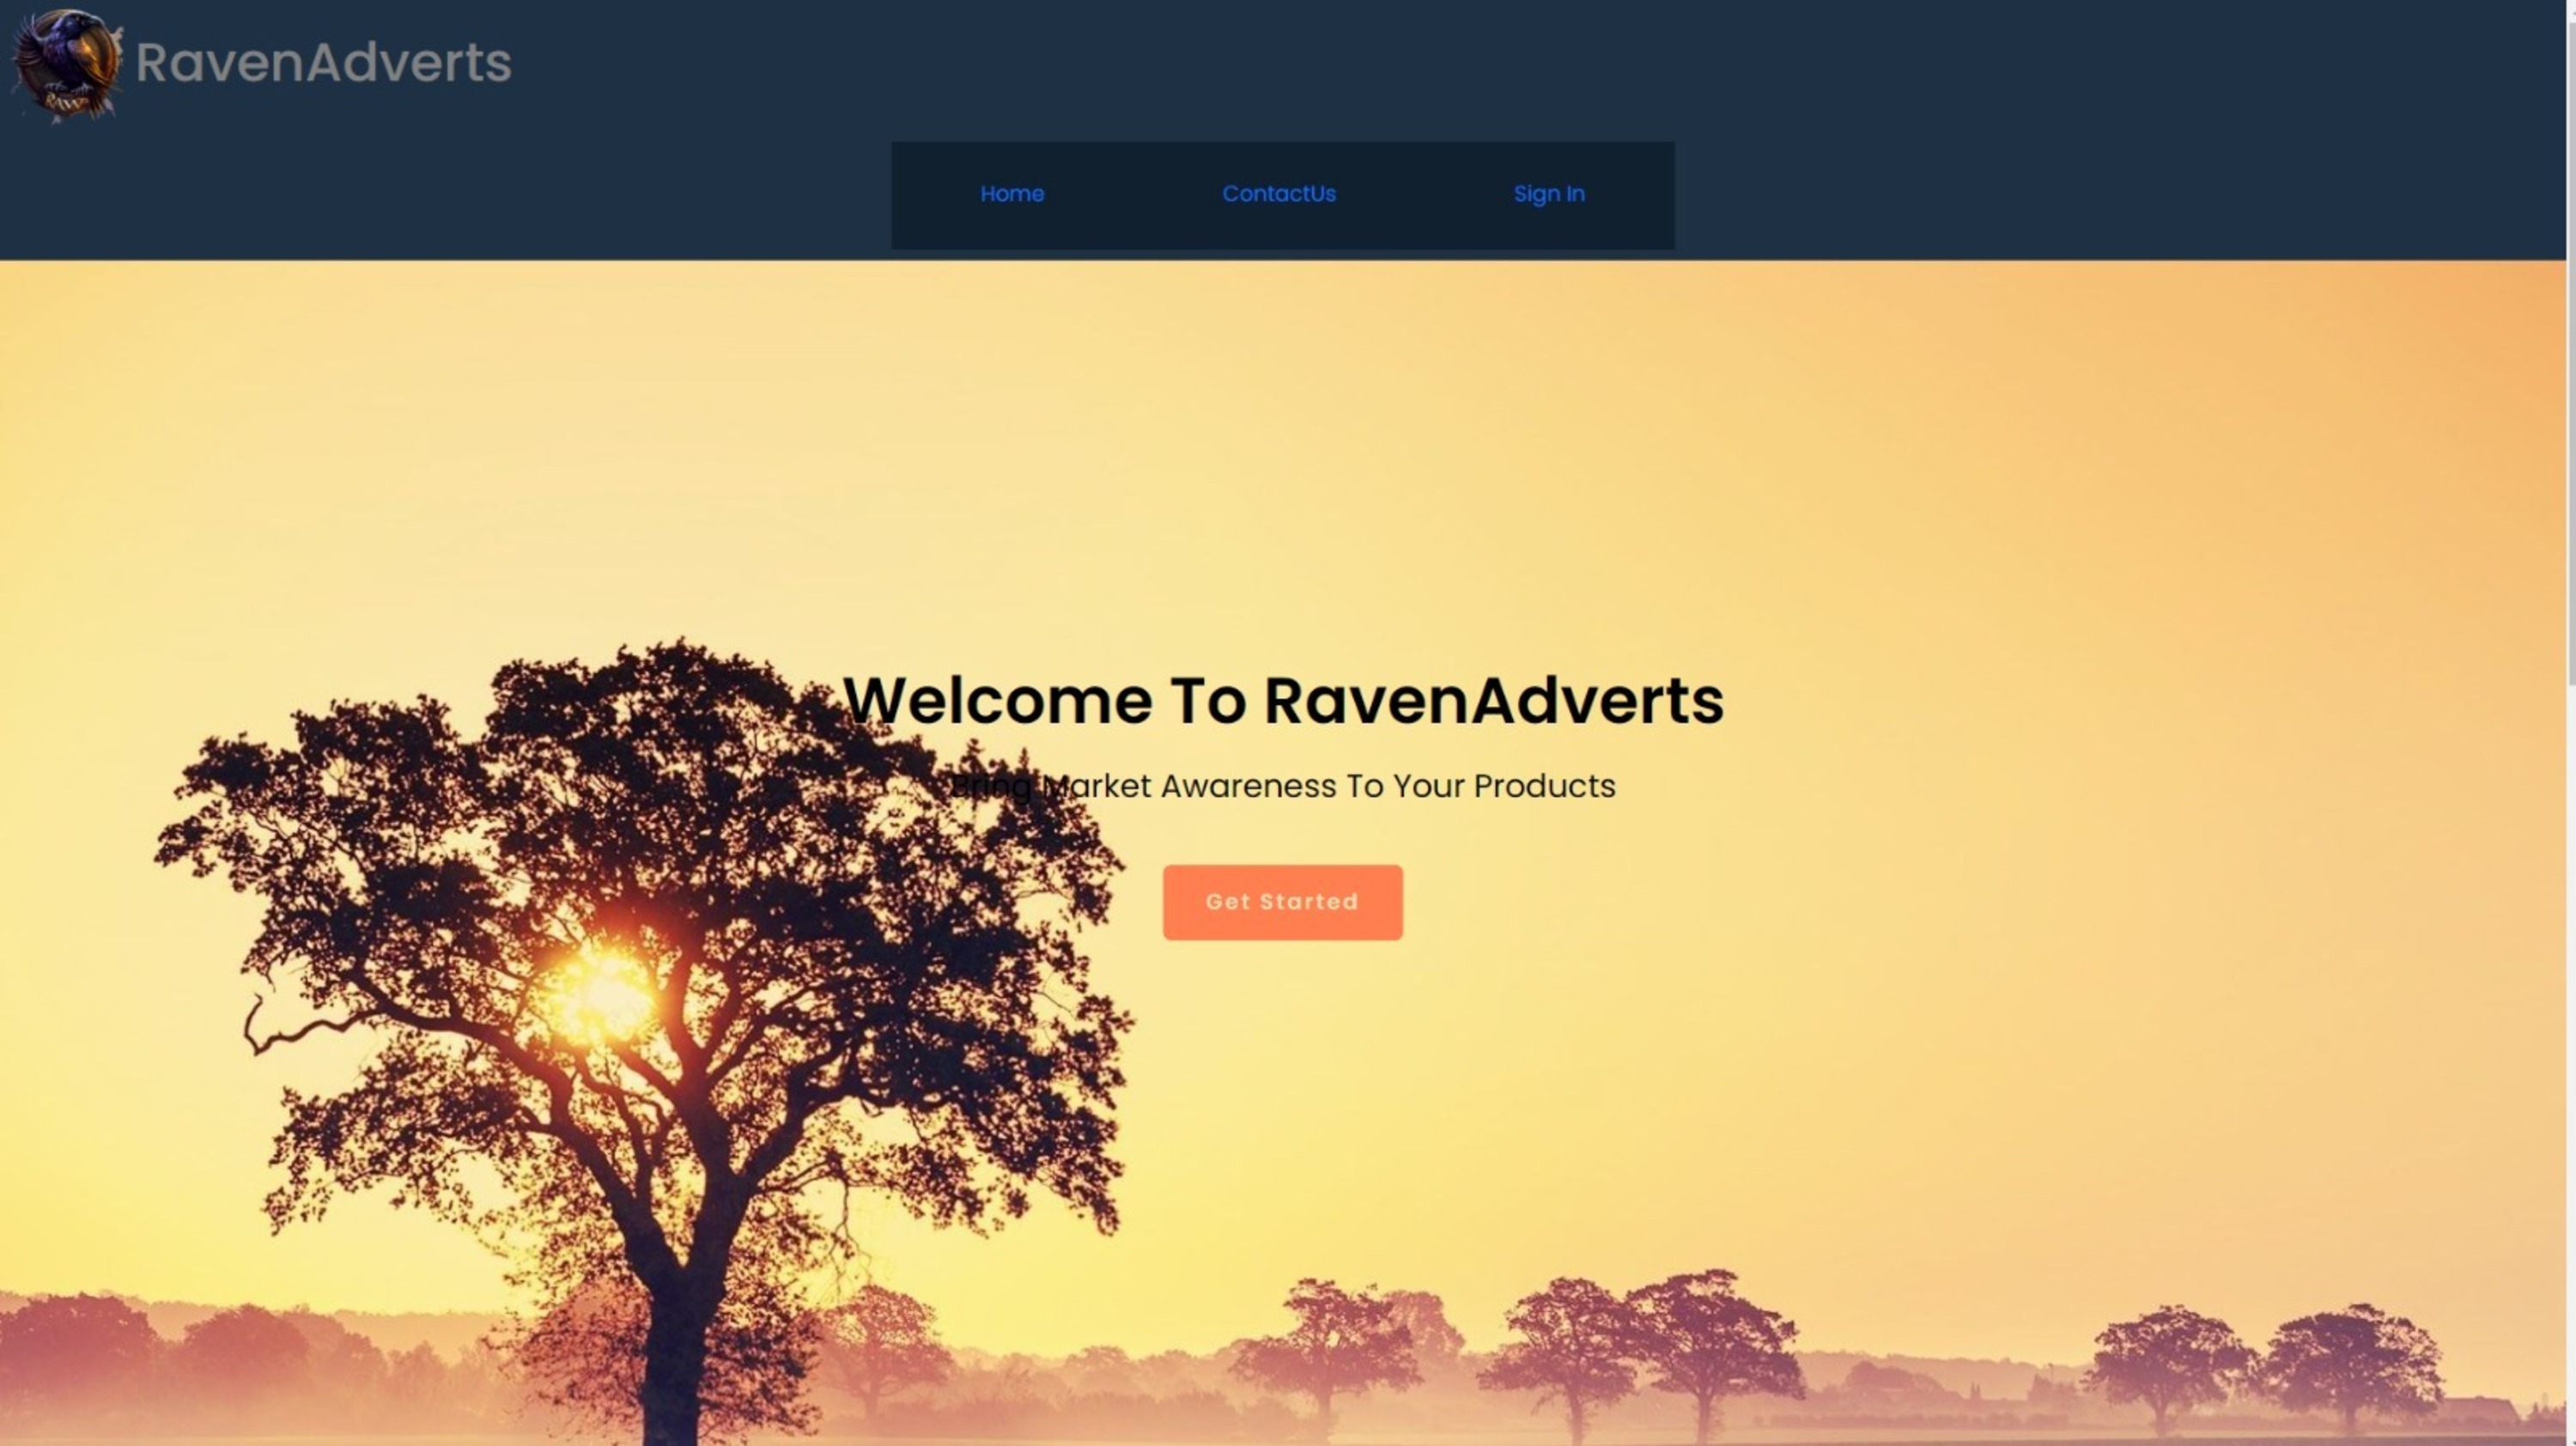 RavenAdverts
Home
ContactUs
Sign In
Welcome To RavenAdverts
Bring Market Awareness To Your Products
Get Started